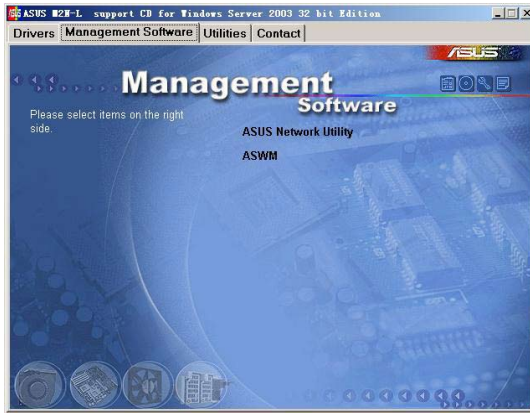 ASUS M2N-L support CD for Windows Server 2003 32 bit Edition
Drivers Management Software Utilities Contact
ASUS
Management
Software
Please select items on the right
side.
ASUS Network Utility
ASWM